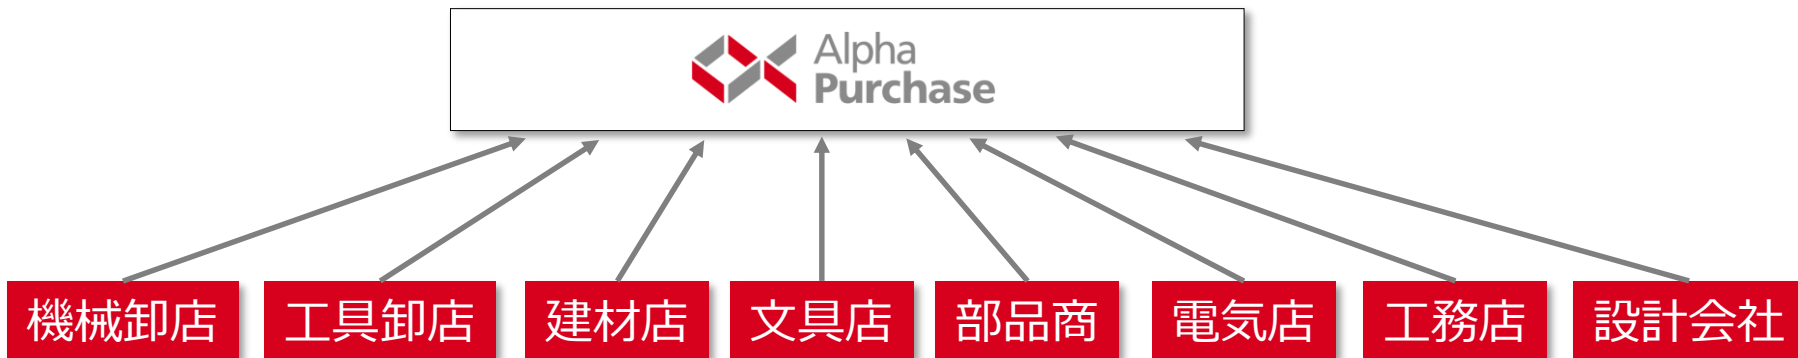 Alpha
Purchase
機械卸店
工具卸店
建材店
文具店
部品商
電気店
工務店
設計会社